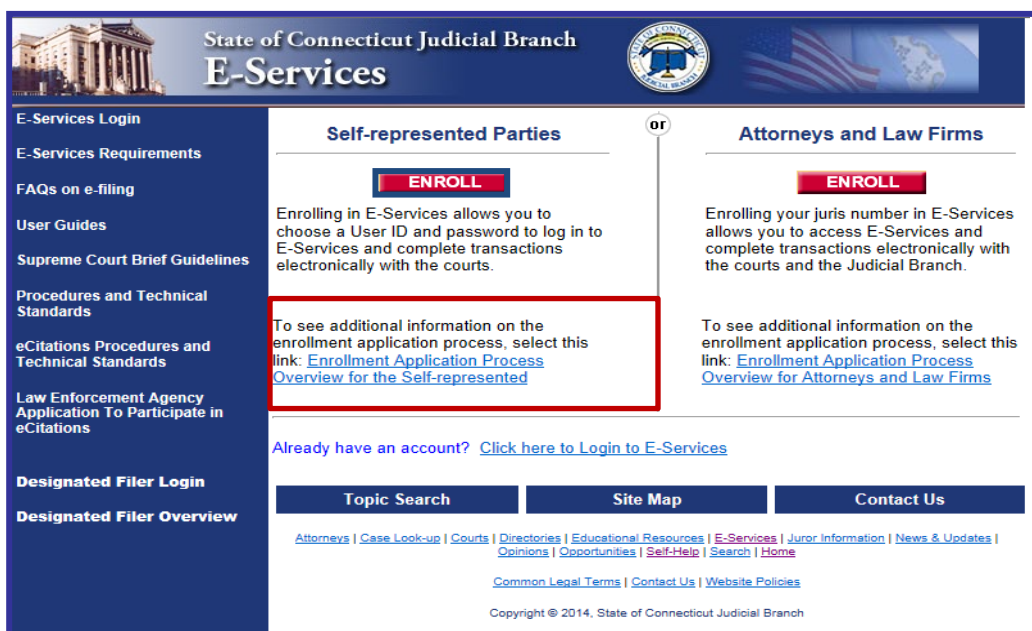 State of Connecticut Judicial Branch
E-Services
STATE OF CONNECTICUT
JUDICIAL BRANCH
E-Services Login
E-Services Requirements
FAQs on e-filing
User Guides
Supreme Court Brief Guidelines
Procedures and Technical
Standards
eCitations Procedures and
Technical Standards
Law Enforcement Agency
Application To Participate in
eCitations
Designated Filer Login
Designated Filer Overview
Self-represented Parties
ENROLL
Enrolling in E-Services allows you to
choose a User ID and password to log in to
E-Services and complete transactions
electronically with the courts.
To see additional information on the
enrollment application process, select this
link: Enrollment Application Process
Overview for the Self-represented
or
Attorneys and Law Firms
ENROLL
Enrolling your juris number in E-Services
allows you to access E-Services and
complete transactions electronically with
the courts and the Judicial Branch.
To see additional information on the
enrollment application process, select this
link: Enrollment Application Process
Overview for Attorneys and Law Firms
Already have an account? Click here to Login to E-Services
Topic Search
Site Map
Contact Us
Attorneys | Case Look-up | Courts | Directories | Educational Resources | E-Services | Juror Information | News & Updates |
Opinions | Opportunities | Self-Help | Search | Home
Common Legal Terms | Contact Us | Website Policies
Copyright © 2014, State of Connecticut Judicial Branch